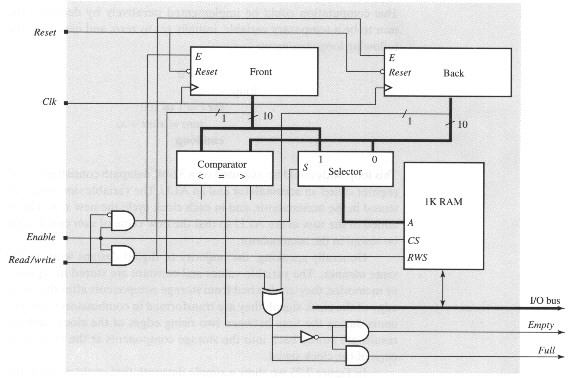 Reset
E
Reset
Front
E
Reset
Back
Clk
1
10
1
10
Comparator
< = >
S
1
0
Selector
1K RAM
A
CS
RWS
Enable
Read/write
I/O bus
Empty
Full